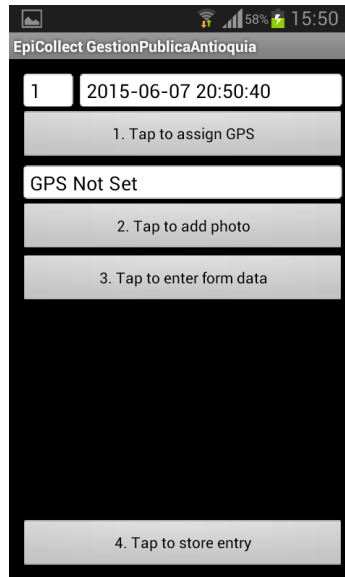 58% 15:50
EpiCollect GestionPublicaAntioquia
1 2015-06-07 20:50:40
1. Tap to assign GPS
GPS Not Set
2. Tap to add photo
3. Tap to enter form data
4. Tap to store entry